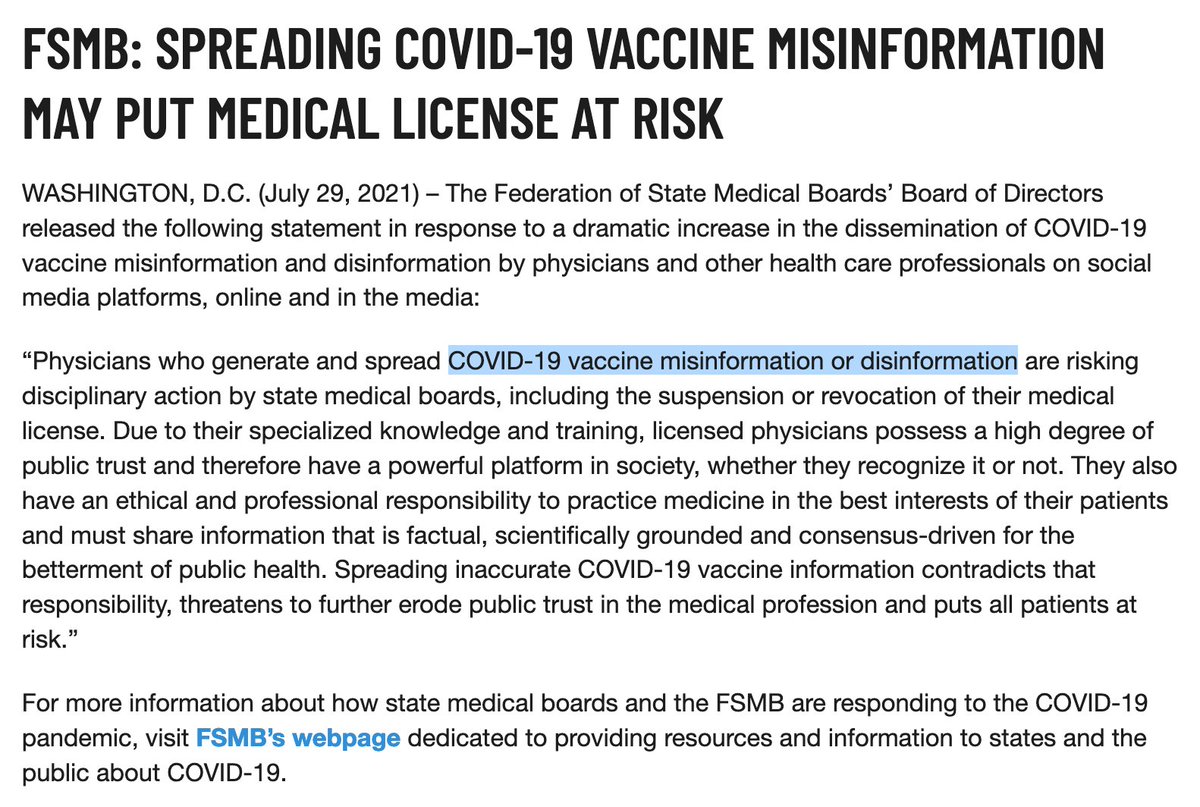 FSMB: SPREADING COVID-19 VACCINE MISINFORMATION
MAY PUT MEDICAL LICENSE AT RISK
WASHINGTON, D.C. (July 29, 2021) – The Federation of State Medical Boards’ Board of Directors
released the following statement in response to a dramatic increase in the dissemination of COVID-19
vaccine misinformation and disinformation by physicians and other health care professionals on social
media platforms, online and in the media:
“Physicians who generate and spread COVID-19 vaccine misinformation or disinformation are risking
disciplinary action by state medical boards, including the suspension or revocation of their medical
license. Due to their specialized knowledge and training, licensed physicians possess a high degree of
public trust and therefore have a powerful platform in society, whether they recognize it or not. They also
have an ethical and professional responsibility to practice medicine in the best interests of their patients
and must share information that is factual, scientifically grounded and consensus-driven for the
betterment of public health. Spreading inaccurate COVID-19 vaccine information contradicts that
responsibility, threatens to further erode public trust in the medical profession and puts all patients at
risk.”
For more information about how state medical boards and the FSMB are responding to the COVID-19
pandemic, visit FSMB’s webpage dedicated to providing resources and information to states and the
public about COVID-19.